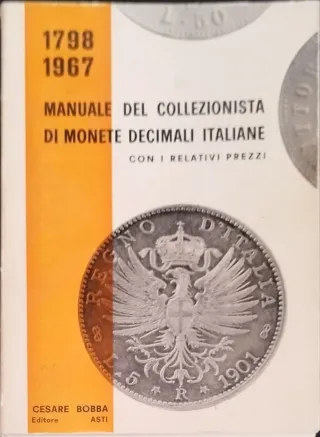 L.50
1798
1967
MANUALE DEL COLLEZIONISTA
DI MONETE DECIMALI ITALIANE
CON I RELATIVI PREZZI
REGNO D'ITALIA
L. 5 R 1901
CESARE BOBBA
Editore ASTI